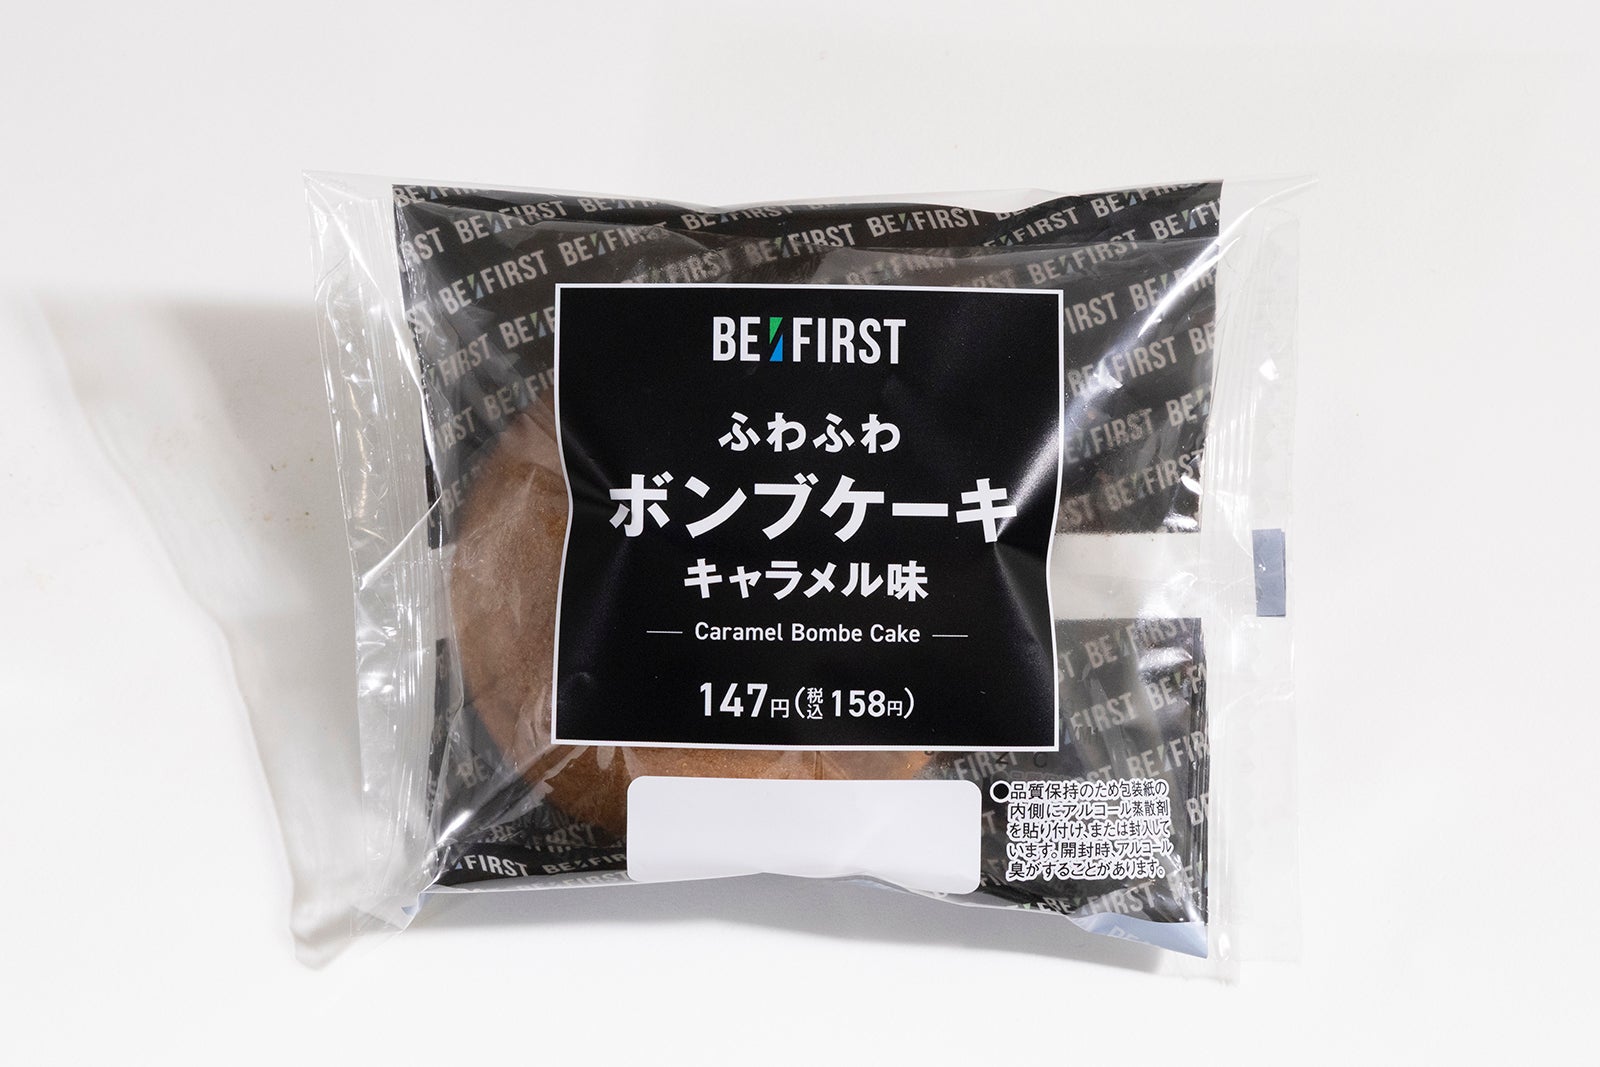 BE:FIRST
ふわふわ
ボンブケーキ
キャラメル味
Caramel Bombe Cake
147円(税込158円)
●品質保持のため包装紙の
内側にアルコール蒸散剤
を貼り付け、または封入して
います。開封時、アルコール
臭がすることがあります。